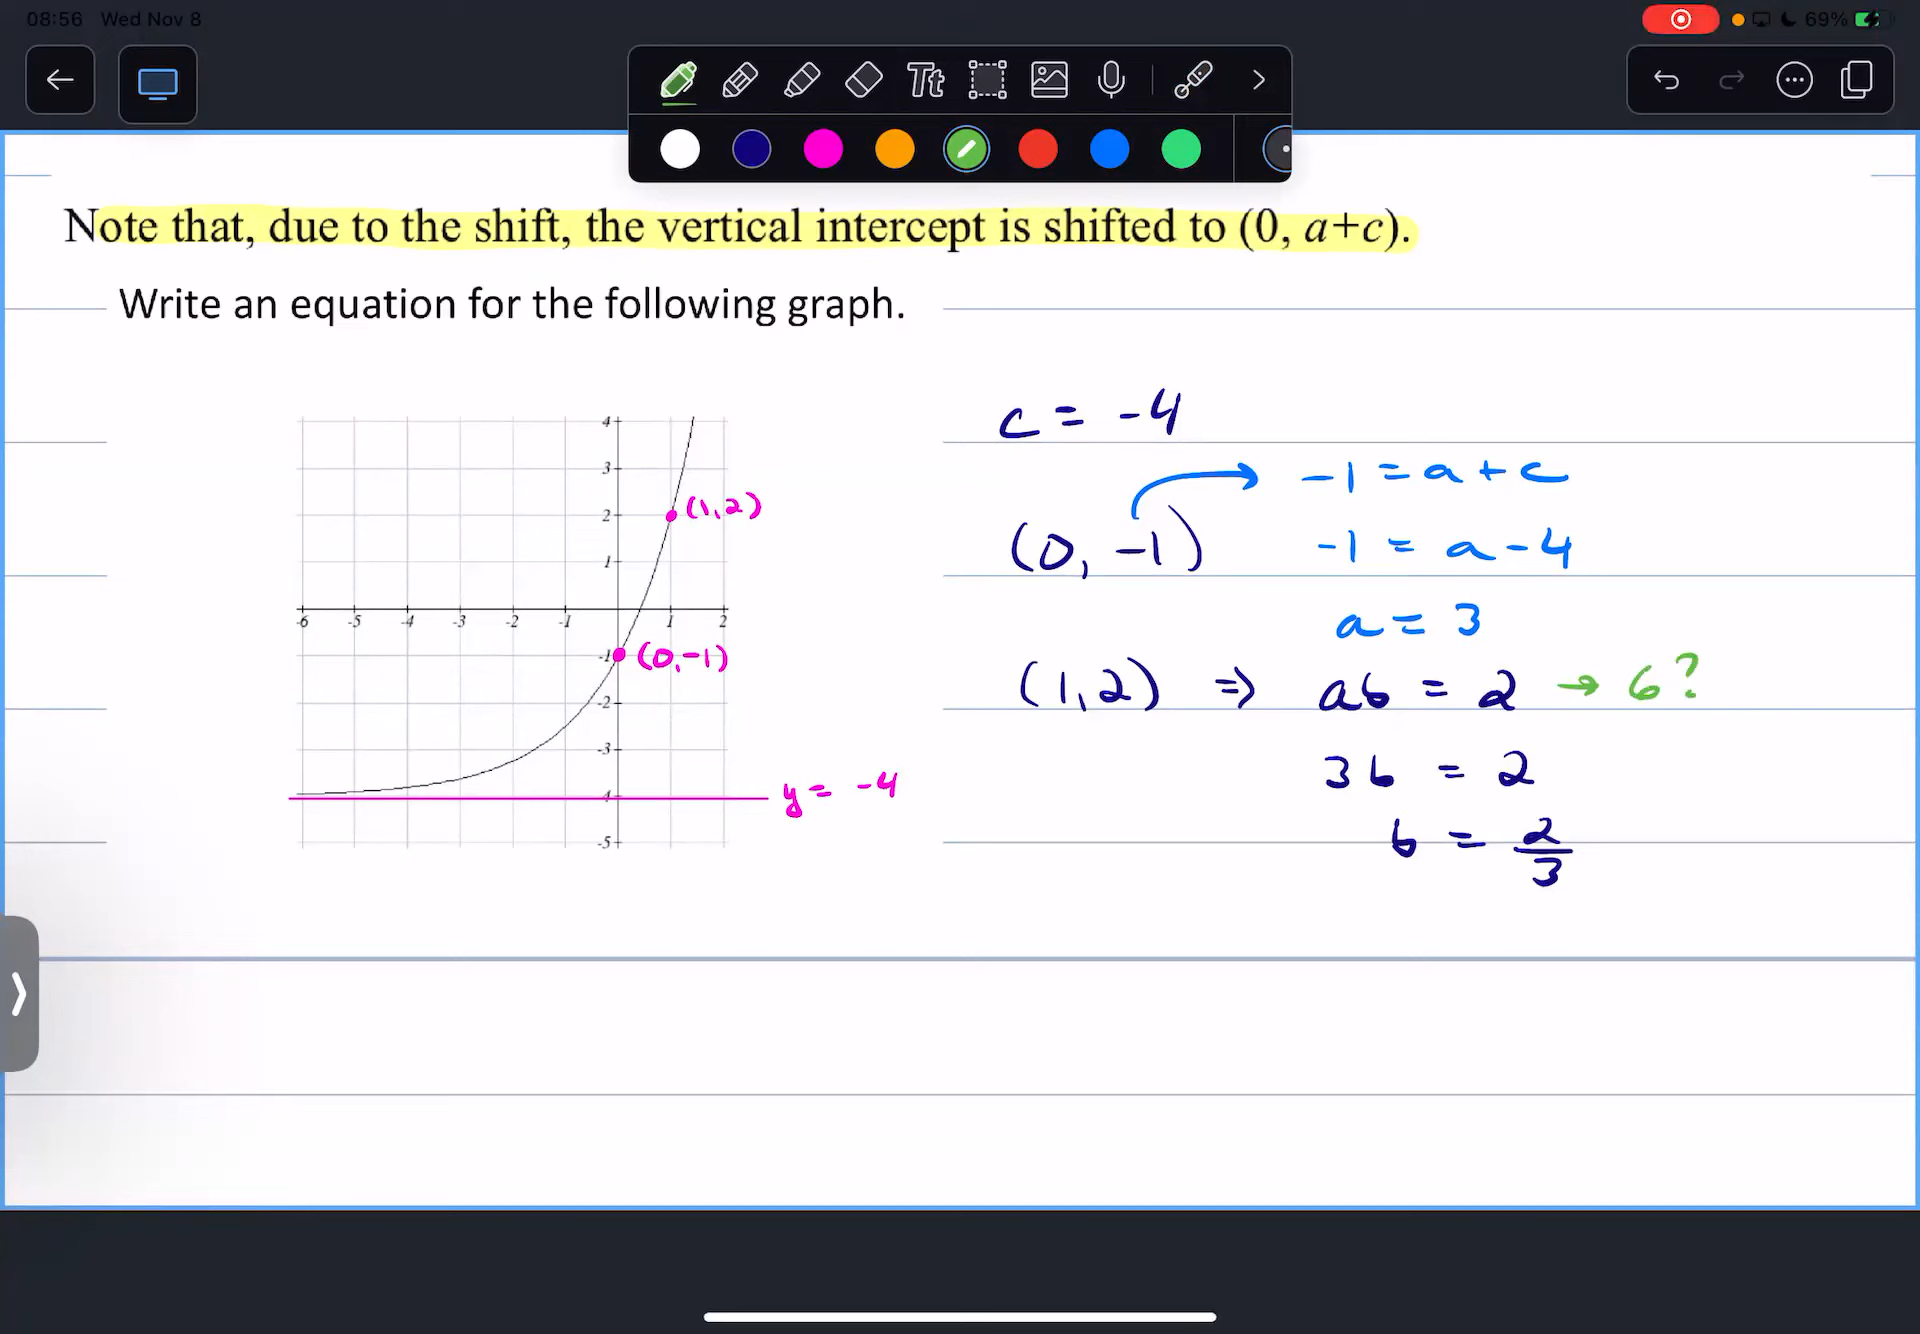 08:56 Wed Nov 8
69%
Tt
Note that, due to the shift, the vertical intercept is shifted to (0, a+c).
Write an equation for the following graph.
4
3
2
1
-6 -5 -4 -3 -2 -1 1 2
-1
-2
-3
-4
-5
(1,2)
(0,-1)
y = -4
c = -4
-1 = a + c
(0, -1) -1 = a - 4
a = 3
(1,2) ⇒ ab = 2 → 6?
3b = 2
b = 2/3